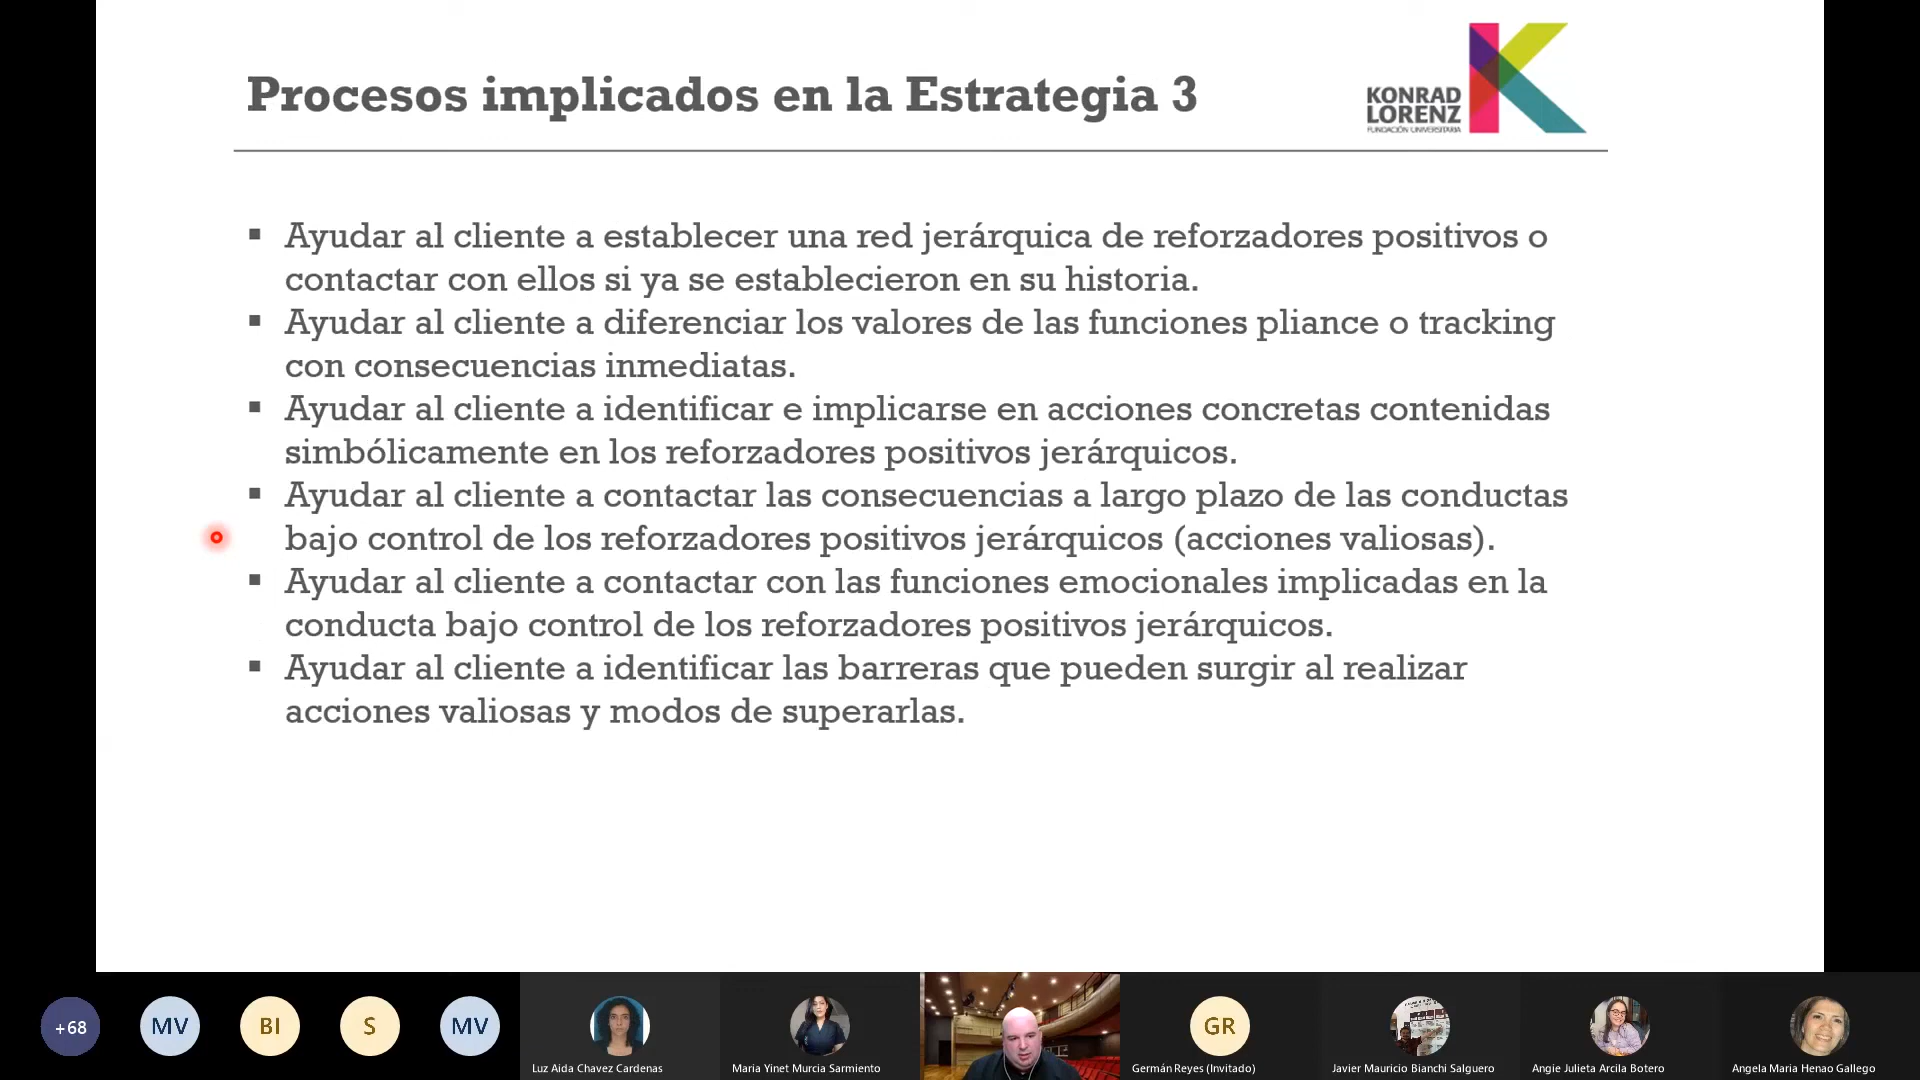 Procesos implicados en la Estrategia 3
KONRAD
LORENZ
FUNDACIÓN UNIVERSITARIA
▪ Ayudar al cliente a establecer una red jerárquica de reforzadores positivos o
contactar con ellos si ya se establecieron en su historia.
▪ Ayudar al cliente a diferenciar los valores de las funciones pliance o tracking
con consecuencias inmediatas.
▪ Ayudar al cliente a identificar e implicarse en acciones concretas contenidas
simbólicamente en los reforzadores positivos jerárquicos.
▪ Ayudar al cliente a contactar las consecuencias a largo plazo de las conductas
bajo control de los reforzadores positivos jerárquicos (acciones valiosas).
▪ Ayudar al cliente a contactar con las funciones emocionales implicadas en la
conducta bajo control de los reforzadores positivos jerárquicos.
▪ Ayudar al cliente a identificar las barreras que pueden surgir al realizar
acciones valiosas y modos de superarlas.
+68
MV
BI
S
MV
GR
Luz Aida Chavez Cardenas
Maria Yinet Murcia Sarmiento
Germán Reyes (Invitado)
Javier Mauricio Bianchi Salguero
Angie Julieta Arcila Botero
Angela Maria Henao Gallego